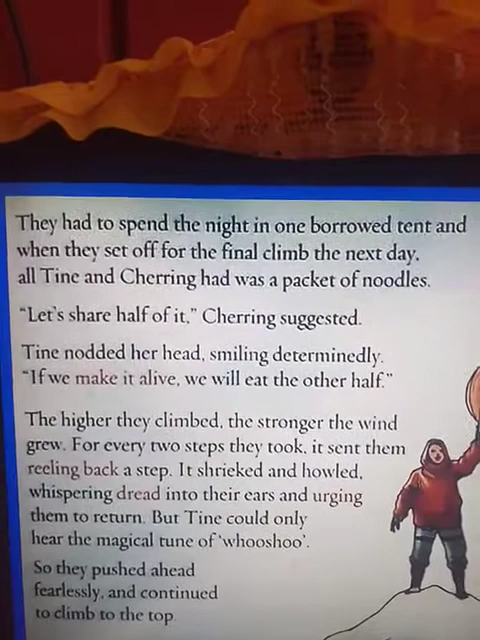 They had to spend the night in one borrowed tent and
when they set off for the final climb the next day,
all Tine and Cherring had was a packet of noodles.
"Let's share half of it," Cherring suggested.
Tine nodded her head, smiling determinedly.
"If we make it alive, we will eat the other half."
The higher they climbed, the stronger the wind
grew. For every two steps they took, it sent them
reeling back a step. It shrieked and howled,
whispering dread into their ears and urging
them to return. But Tine could only
hear the magical tune of 'whooshoo'.
So they pushed ahead
fearlessly, and continued
to climb to the top.